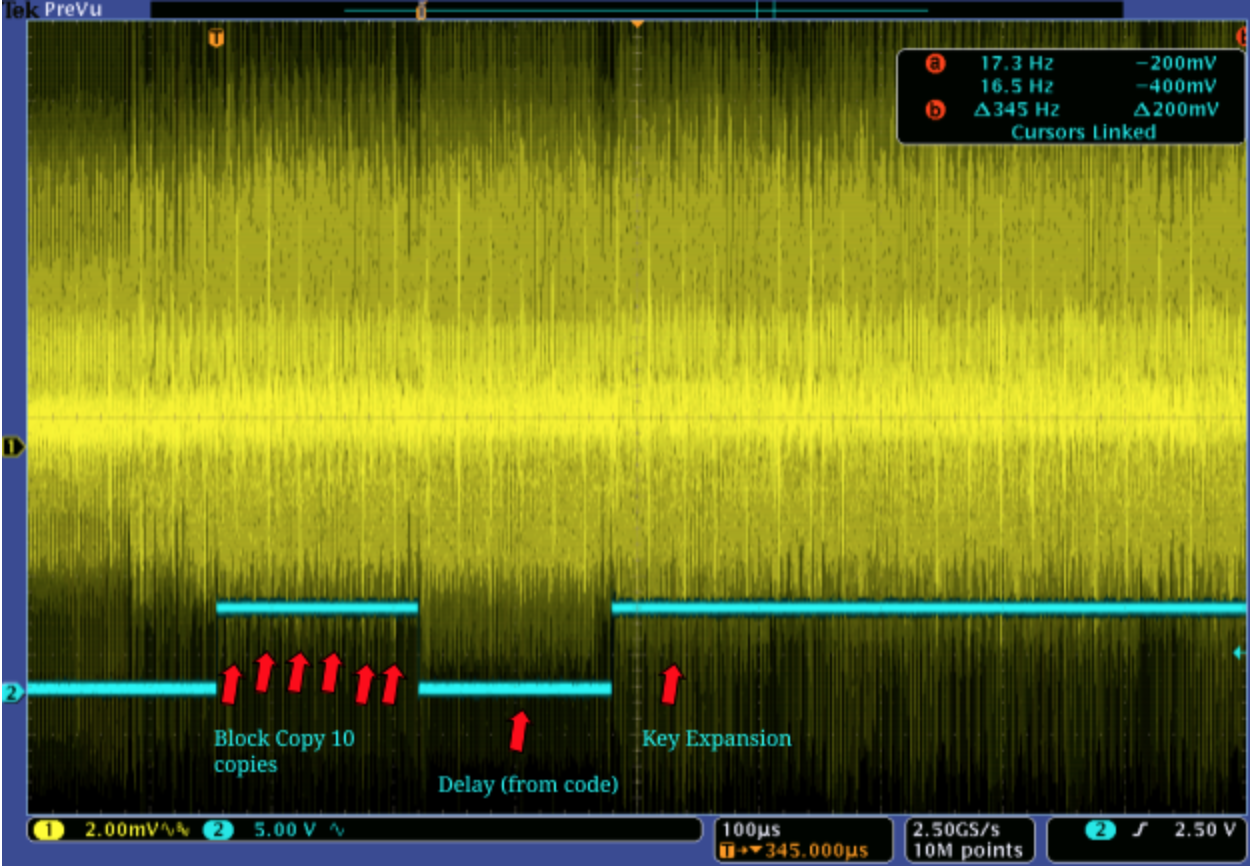 Tek PreVu
T
a 17.3 Hz −200mV
16.5 Hz −400mV
b Δ345 Hz Δ200mV
Cursors Linked
1
2
Block Copy 10
copies
Key Expansion
Delay (from code)
1 2.00mV 2 5.00 V
100μs
T→▼345.000μs
2.50GS/s
10M points
2 2.50 V